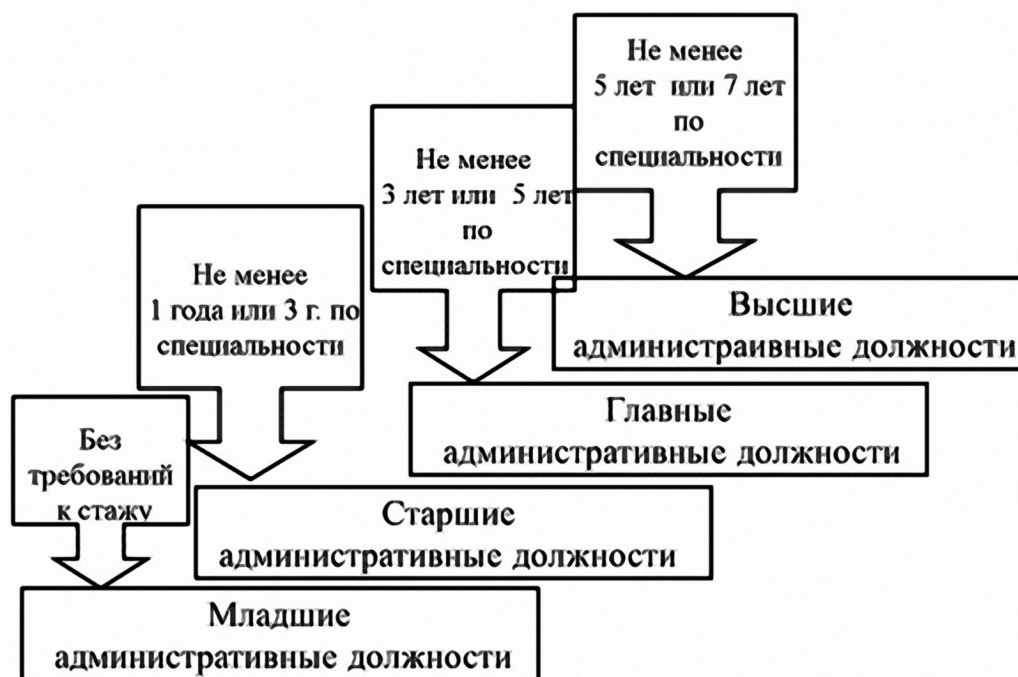 Не менее
5 лет или 7 лет
по
специальности
Не менее
3 лет или 5 лет
по
специальности
Не менее
1 года или 3 г. по
специальности
Без
требований
к стажу
Высшие
администраивные должности
Главные
административные должности
Старшие
административные должности
Младшие
административные должности